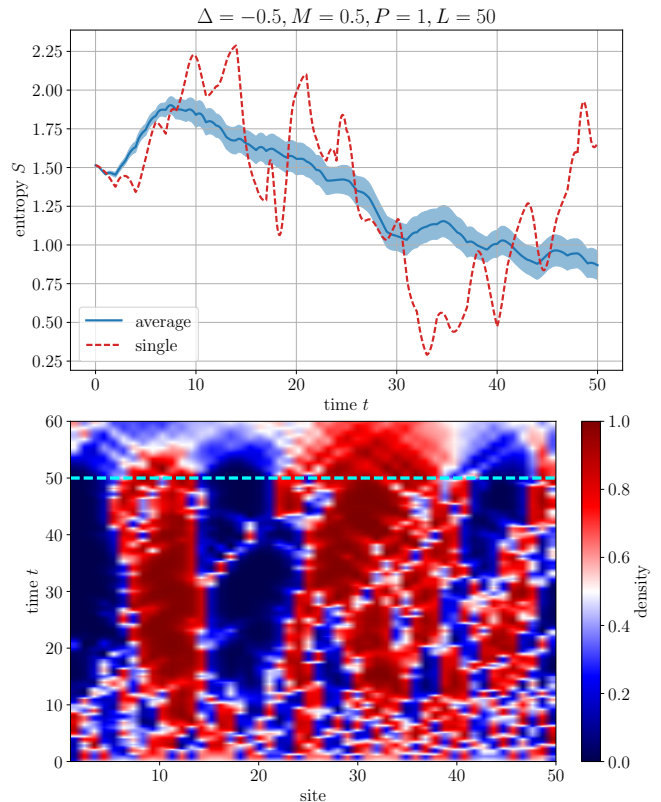 Δ = −0.5, M = 0.5, P = 1, L = 50
entropy S
2.25
2.00
1.75
1.50
1.25
1.00
0.75
0.50
0.25
average
single
0 10 20 30 40 50
time t
time t
60
50
40
30
20
10
0
10 20 30 40 50
site
1.0
0.8
0.6
0.4
0.2
0.0
density